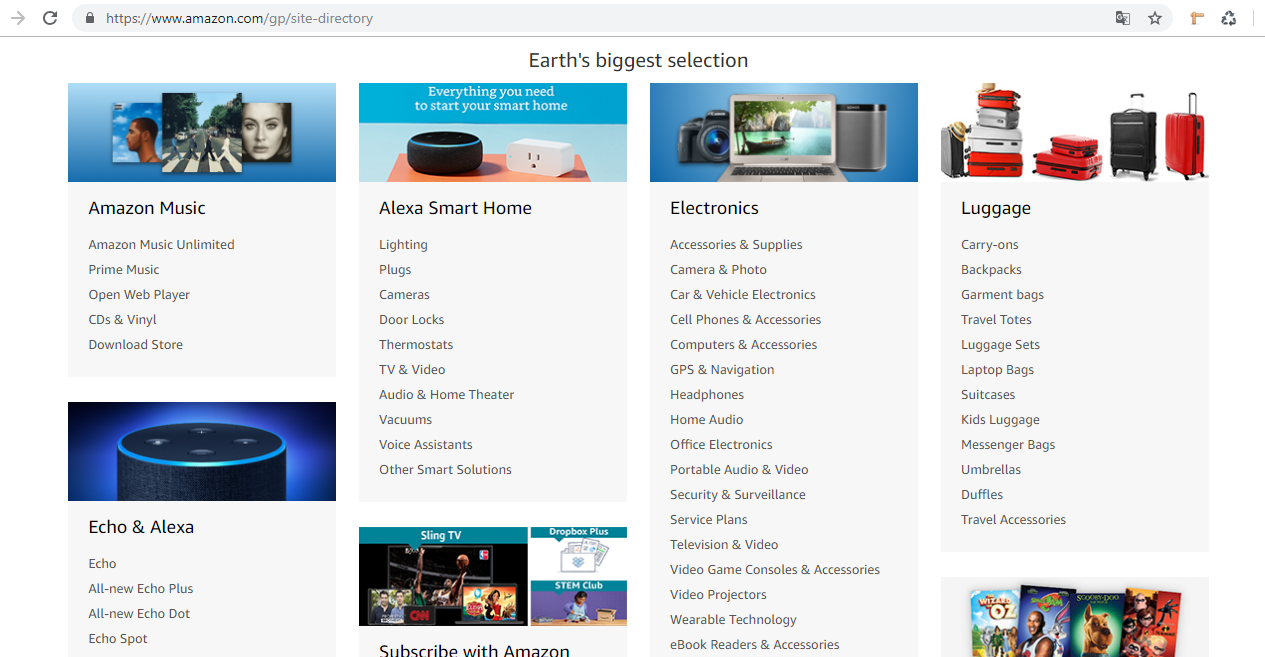 https://www.amazon.com/gp/site-directory
Earth's biggest selection
Amazon Music
Amazon Music Unlimited
Prime Music
Open Web Player
CDs & Vinyl
Download Store
Echo & Alexa
Echo
All-new Echo Plus
All-new Echo Dot
Echo Spot
Everything you need
to start your smart home
Alexa Smart Home
Lighting
Plugs
Cameras
Door Locks
Thermostats
TV & Video
Audio & Home Theater
Vacuums
Voice Assistants
Other Smart Solutions
Sling TV
Dropbox Plus
STEM Club
CNN
Subscribe with Amazon
Electronics
Accessories & Supplies
Camera & Photo
Car & Vehicle Electronics
Cell Phones & Accessories
Computers & Accessories
GPS & Navigation
Headphones
Home Audio
Office Electronics
Portable Audio & Video
Security & Surveillance
Service Plans
Television & Video
Video Game Consoles & Accessories
Video Projectors
Wearable Technology
eBook Readers & Accessories
Luggage
Carry-ons
Backpacks
Garment bags
Travel Totes
Luggage Sets
Laptop Bags
Suitcases
Kids Luggage
Messenger Bags
Umbrellas
Duffles
Travel Accessories
WIZARD
OZ
SPACE JAM
SCOOBY-DOO